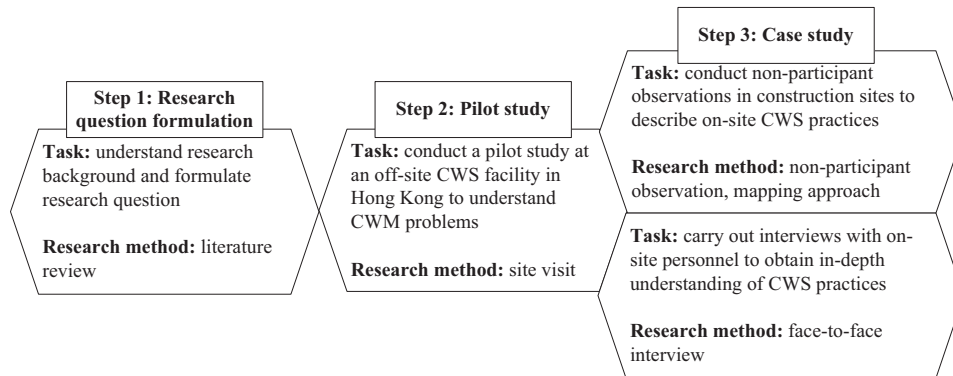 Step 1: Research
question formulation
Task: understand research
background and formulate
research question
Research method: literature
review
Step 2: Pilot study
Task: conduct a pilot study at
an off-site CWS facility in
Hong Kong to understand
CWM problems
Research method: site visit
Step 3: Case study
Task: conduct non-participant
observations in construction sites to
describe on-site CWS practices
Research method: non-participant
observation, mapping approach
Task: carry out interviews with on-
site personnel to obtain in-depth
understanding of CWS practices
Research method: face-to-face
interview